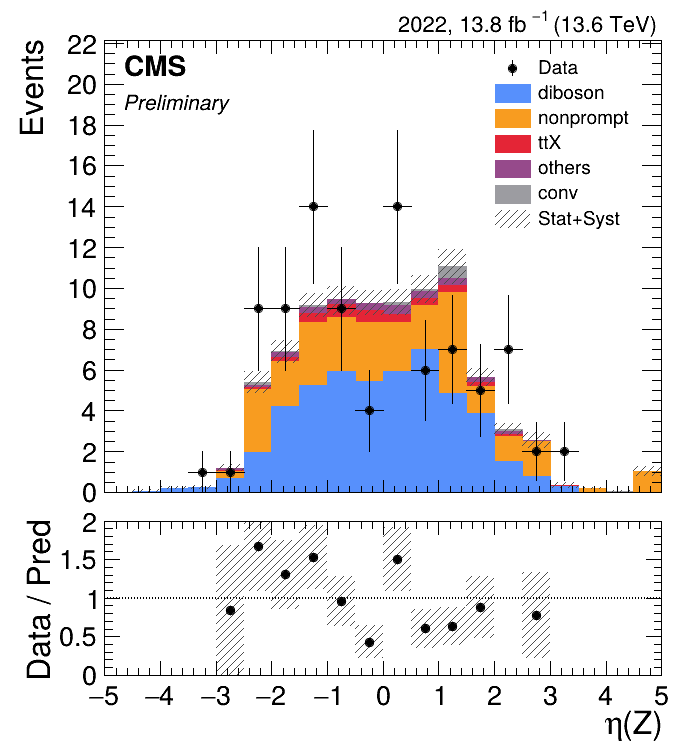 2022, 13.8 fb⁻¹ (13.6 TeV)
Events
22
20
18
16
14
12
10
8
6
4
2
0
CMS
Preliminary
Data
diboson
nonprompt
ttX
others
conv
Stat+Syst
Data / Pred
2
1.5
1
0.5
0
−5 −4 −3 −2 −1 0 1 2 3 4 5
η(Z)